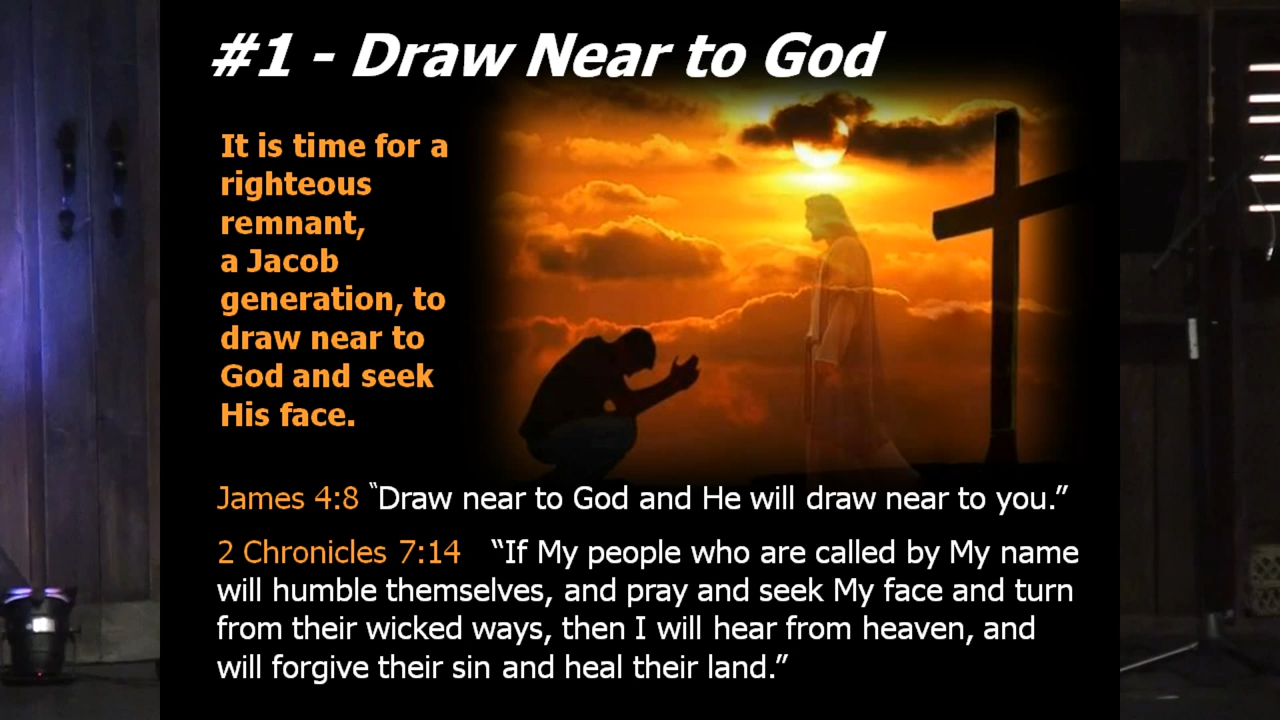 #1 - Draw Near to God
It is time for a
righteous
remnant,
a Jacob
generation, to
draw near to
God and seek
His face.
James 4:8 “Draw near to God and He will draw near to you.”
2 Chronicles 7:14 “If My people who are called by My name
will humble themselves, and pray and seek My face and turn
from their wicked ways, then I will hear from heaven, and
will forgive their sin and heal their land.”